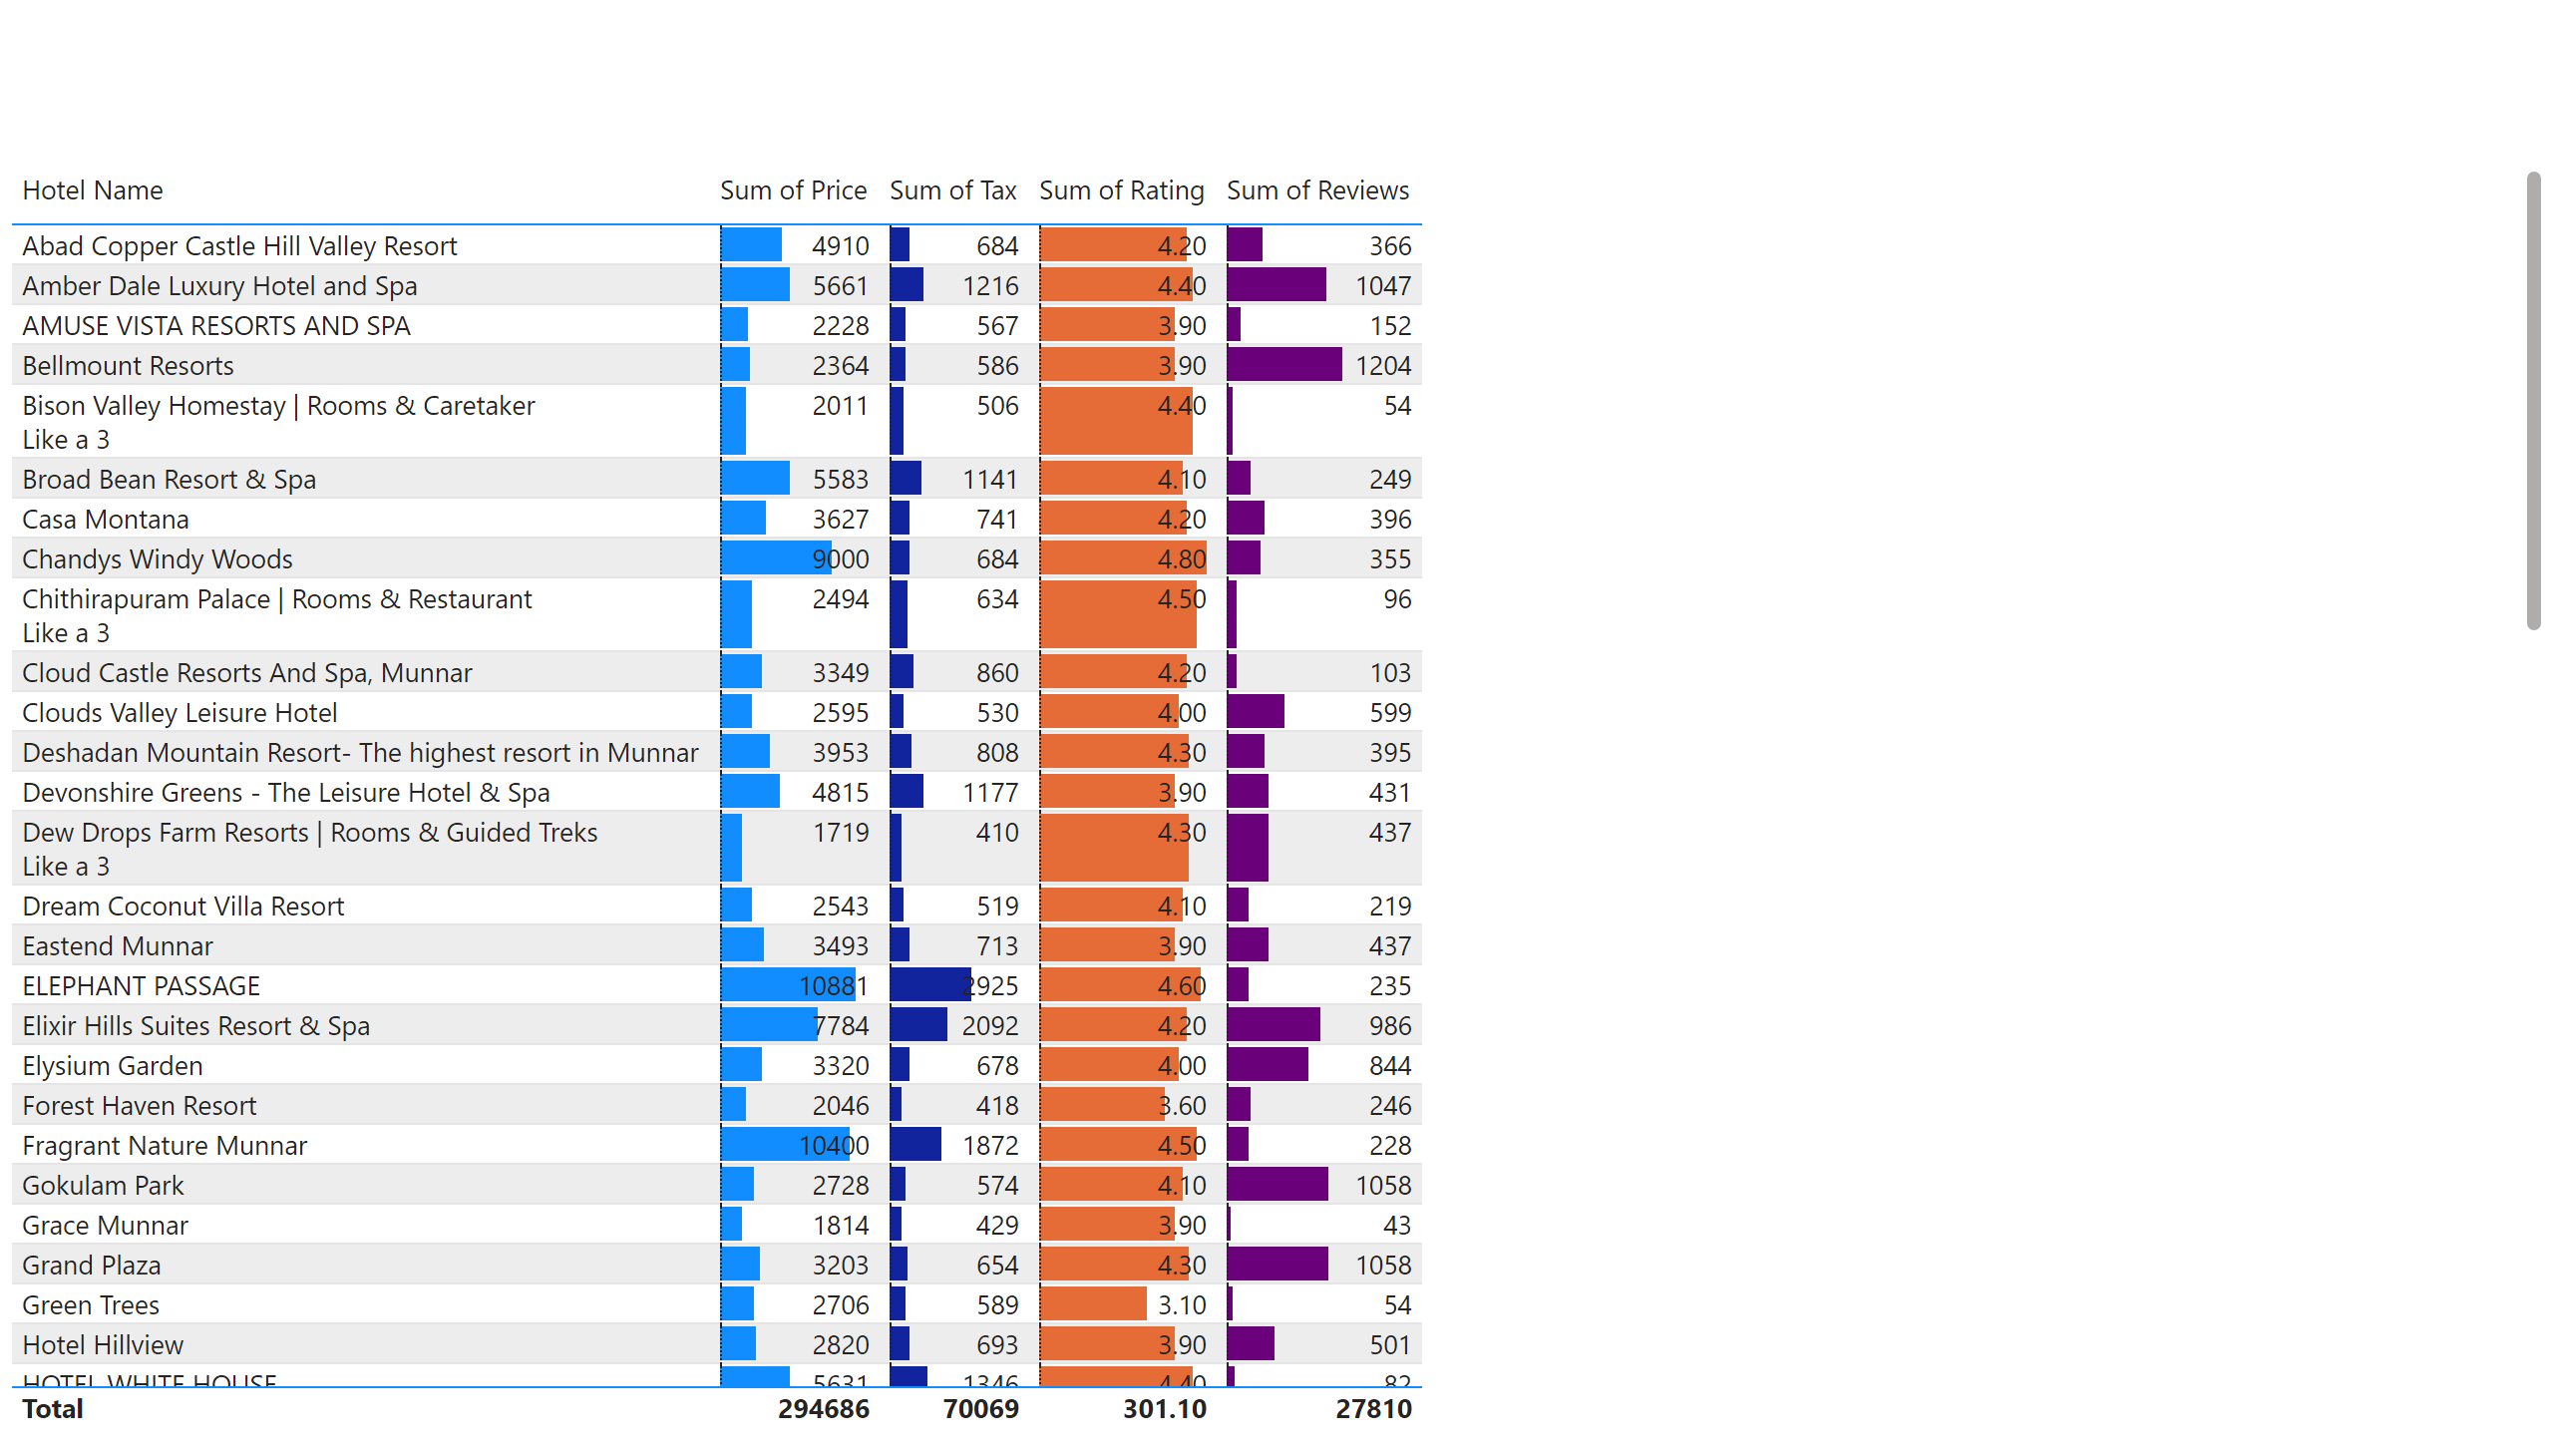 Hotel Name Sum of Price Sum of Tax Sum of Rating Sum of Reviews
Abad Copper Castle Hill Valley Resort 4910 684 4.20 366
Amber Dale Luxury Hotel and Spa 5661 1216 4.40 1047
AMUSE VISTA RESORTS AND SPA 2228 567 3.90 152
Bellmount Resorts 2364 586 3.90 1204
Bison Valley Homestay | Rooms & Caretaker 2011 506 4.40 54
Like a 3
Broad Bean Resort & Spa 5583 1141 4.10 249
Casa Montana 3627 741 4.20 396
Chandys Windy Woods 9000 684 4.80 355
Chithirapuram Palace | Rooms & Restaurant 2494 634 4.50 96
Like a 3
Cloud Castle Resorts And Spa, Munnar 3349 860 4.20 103
Clouds Valley Leisure Hotel 2595 530 4.00 599
Deshadan Mountain Resort- The highest resort in Munnar 3953 808 4.30 395
Devonshire Greens - The Leisure Hotel & Spa 4815 1177 3.90 431
Dew Drops Farm Resorts | Rooms & Guided Treks 1719 410 4.30 437
Like a 3
Dream Coconut Villa Resort 2543 519 4.10 219
Eastend Munnar 3493 713 3.90 437
ELEPHANT PASSAGE 10881 2925 4.60 235
Elixir Hills Suites Resort & Spa 7784 2092 4.20 986
Elysium Garden 3320 678 4.00 844
Forest Haven Resort 2046 418 3.60 246
Fragrant Nature Munnar 10400 1872 4.50 228
Gokulam Park 2728 574 4.10 1058
Grace Munnar 1814 429 3.90 43
Grand Plaza 3203 654 4.30 1058
Green Trees 2706 589 3.10 54
Hotel Hillview 2820 693 3.90 501
HOTEL WHITE HOUSE 5631 1346 4.40 82
Total 294686 70069 301.10 27810